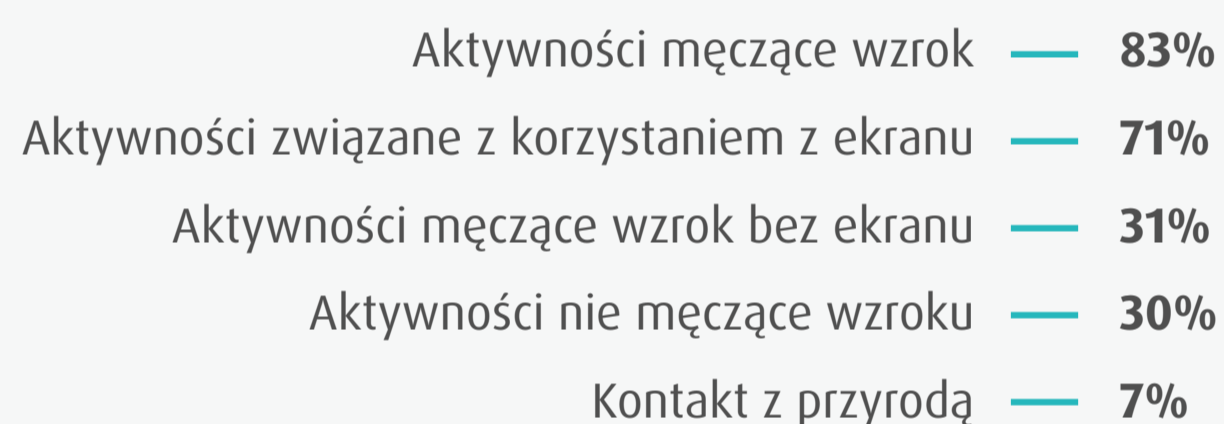 Aktywności męczące wzrok — 83%
Aktywności związane z korzystaniem z ekranu — 71%
Aktywności męczące wzrok bez ekranu — 31%
Aktywności nie męczące wzroku — 30%
Kontakt z przyrodą — 7%